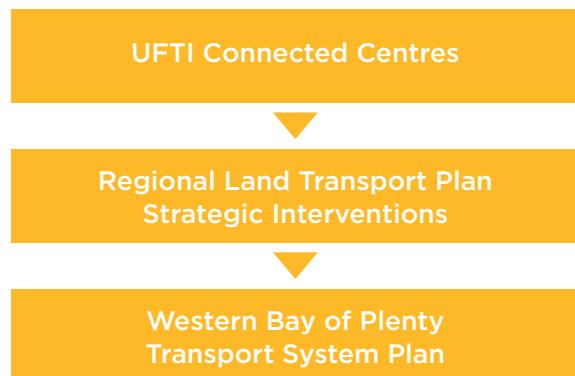 UFTI Connected Centres
Regional Land Transport Plan
Strategic Interventions
Western Bay of Plenty
Transport System Plan